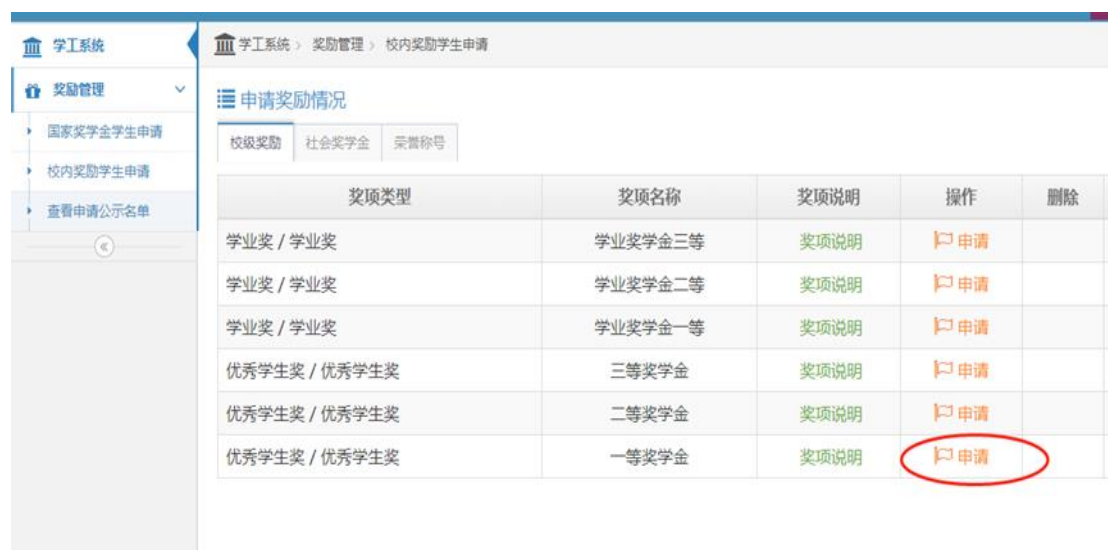 学工系统
学工系统 > 奖励管理 > 校内奖励学生申请
奖励管理
国家奖学金学生申请
校内奖励学生申请
查看申请公示名单
申请奖励情况
校级奖励 社会奖学金 荣誉称号
奖项类型 奖项名称 奖项说明 操作 删除
学业奖 / 学业奖 学业奖学金三等 奖项说明 申请
学业奖 / 学业奖 学业奖学金二等 奖项说明 申请
学业奖 / 学业奖 学业奖学金一等 奖项说明 申请
优秀学生奖 / 优秀学生奖 三等奖学金 奖项说明 申请
优秀学生奖 / 优秀学生奖 二等奖学金 奖项说明 申请
优秀学生奖 / 优秀学生奖 一等奖学金 奖项说明 申请